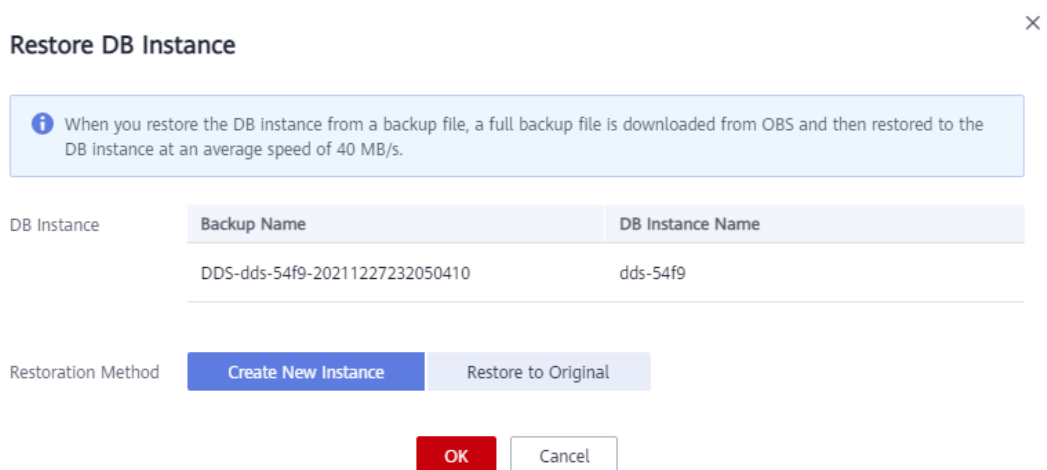 Restore DB Instance
When you restore the DB instance from a backup file, a full backup file is downloaded from OBS and then restored to the
DB instance at an average speed of 40 MB/s.
DB Instance
Backup Name DB Instance Name
DDS-dds-54f9-20211227232050410 dds-54f9
Restoration Method Create New Instance Restore to Original
OK Cancel